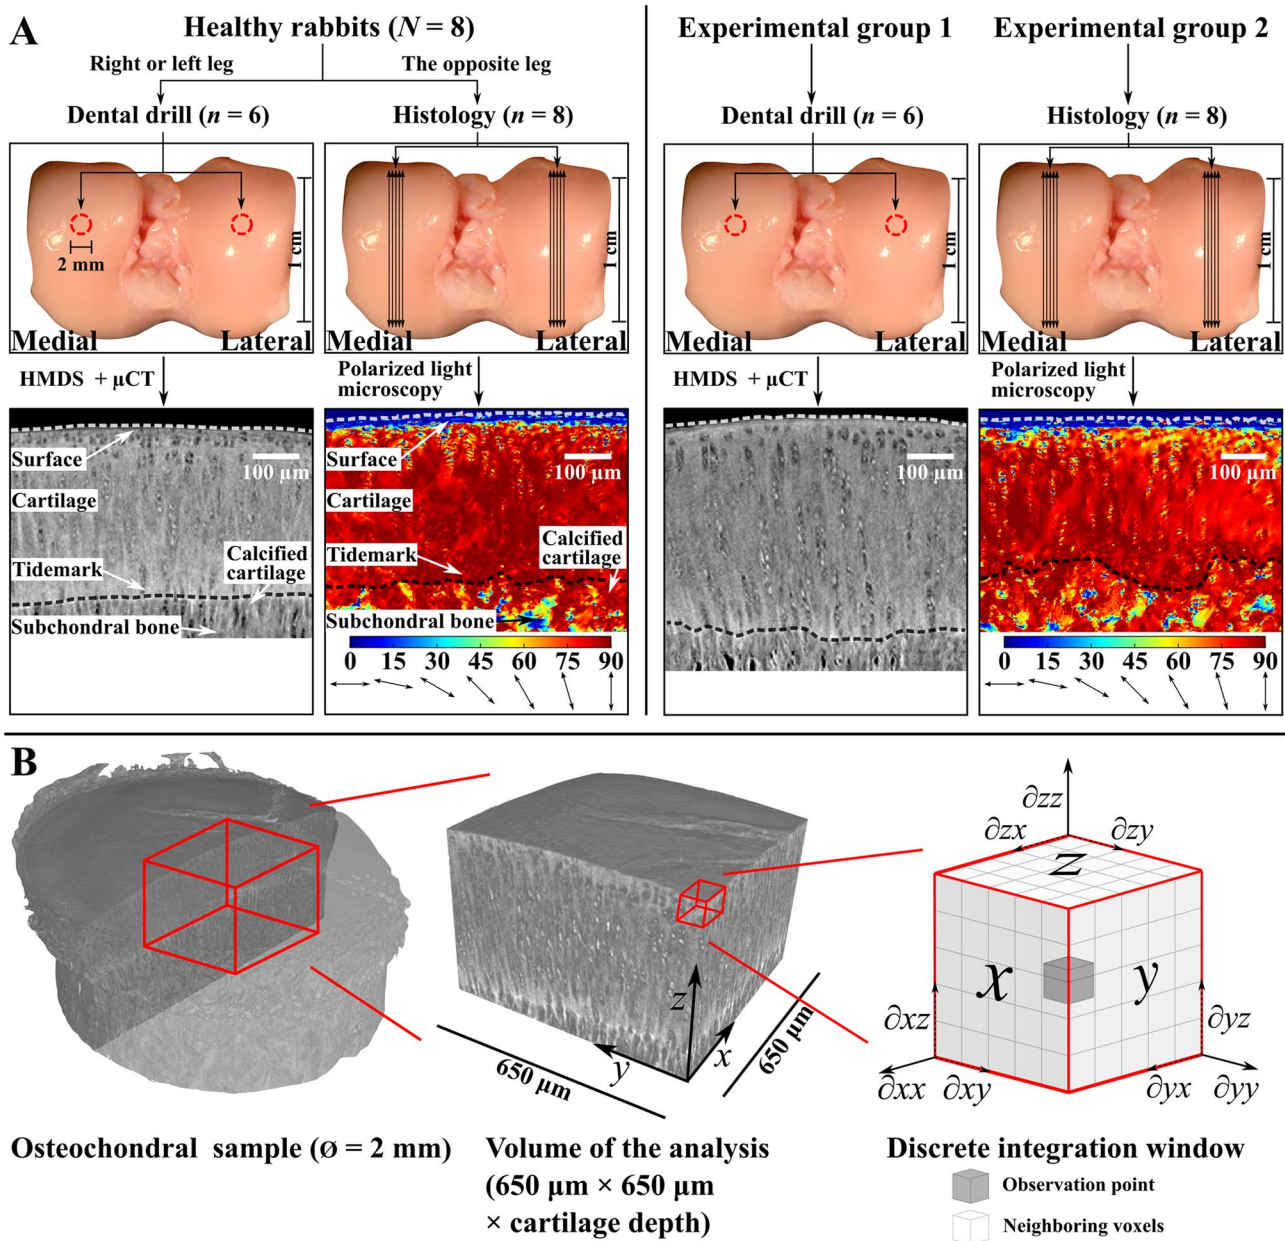 A
Healthy rabbits (N = 8)
Right or left leg
The opposite leg
Dental drill (n = 6)
Histology (n = 8)
2 mm
1 cm
Medial
Lateral
1 cm
Medial
Lateral
HMDS + µCT
Polarized light
microscopy
Surface
100 µm
Cartilage
Tidemark
Calcified
cartilage
Subchondral bone
Surface
100 µm
Cartilage
Tidemark
Calcified
cartilage
Subchondral bone
0 15 30 45 60 75 90
Experimental group 1
Experimental group 2
Dental drill (n = 6)
Histology (n = 8)
1 cm
Medial
Lateral
1 cm
Medial
Lateral
HMDS + µCT
Polarized light
microscopy
100 µm
100 µm
0 15 30 45 60 75 90
B
650 µm
650 µm
z
y
x
∂zz
∂zx
∂zy
z
x
y
∂xz
∂yz
∂xx
∂xy
∂yx
∂yy
Osteochondral sample (ø = 2 mm)
Volume of the analysis
(650 µm × 650 µm
× cartilage depth)
Discrete integration window
Observation point
Neighboring voxels